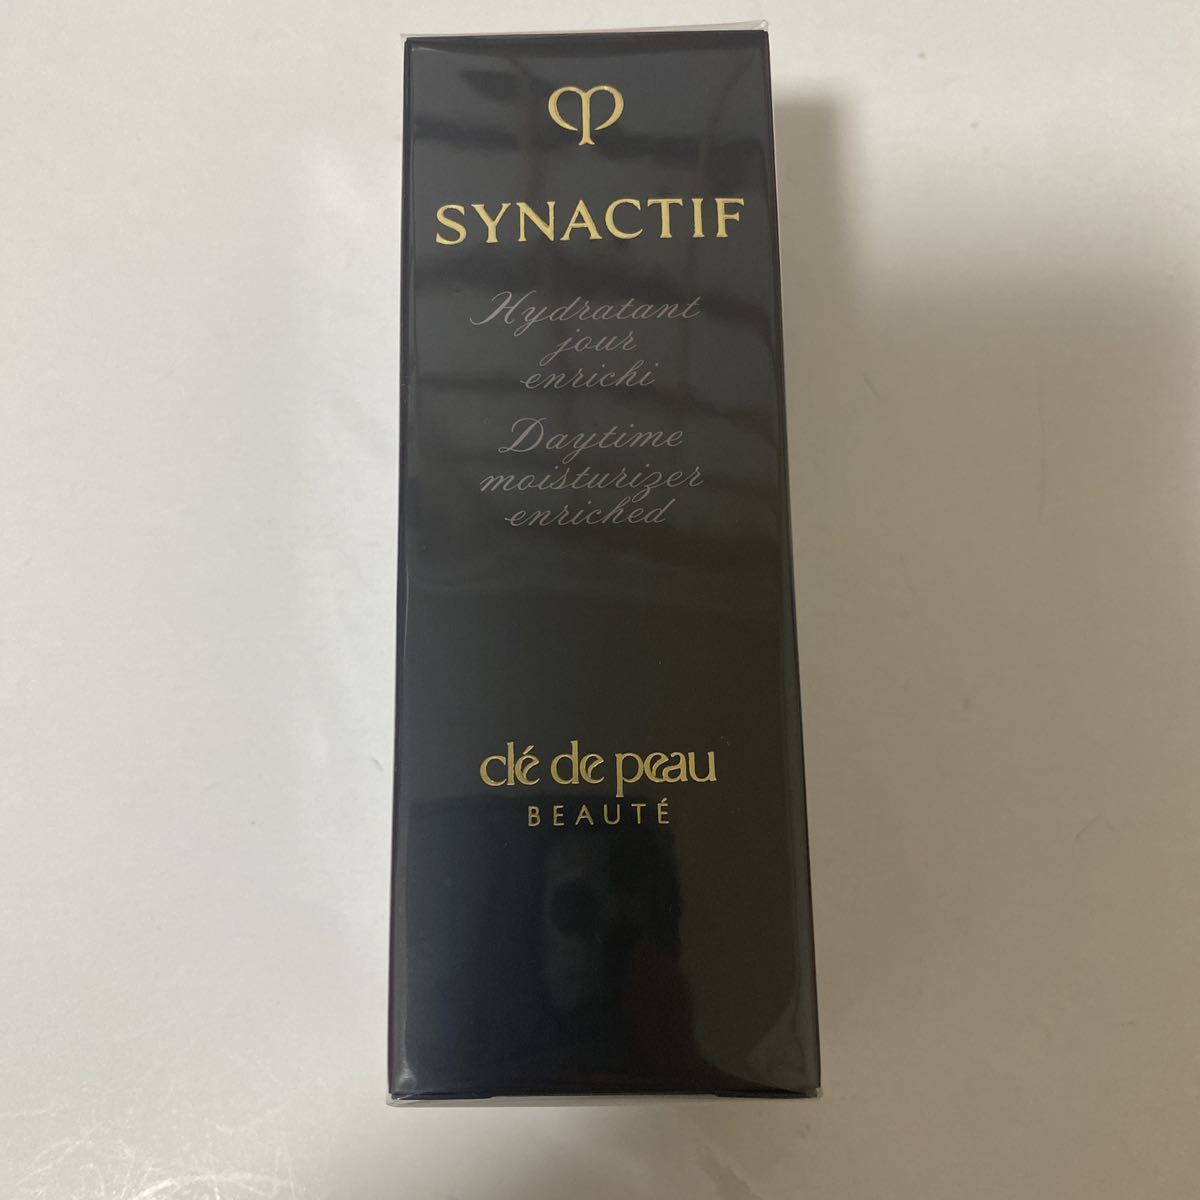 SYNACTIF
Hydratant
jour
enrichi
Daytime
moisturizer
enriched
clé de peau
BEAUTÉ